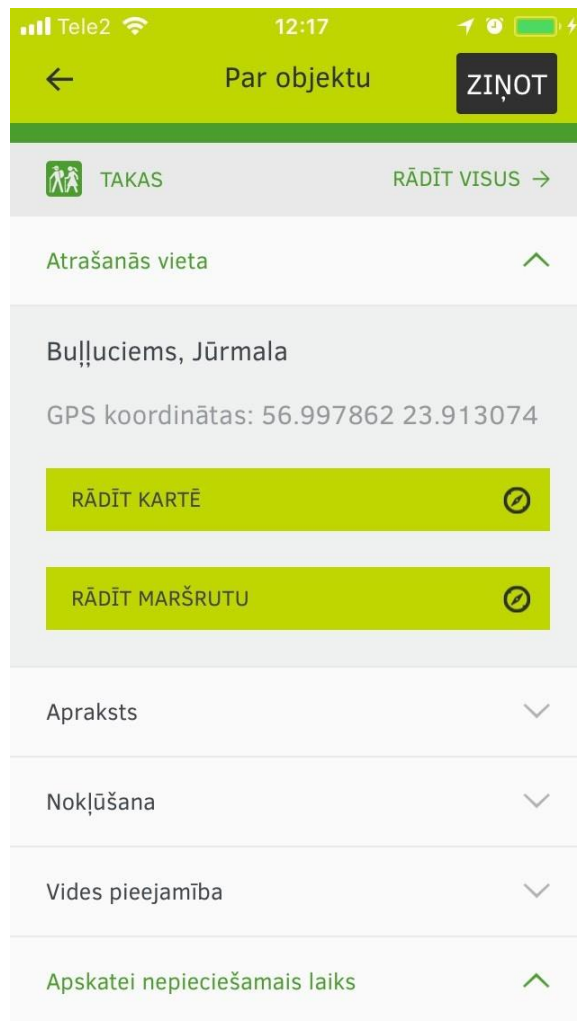 Tele2 12:17
Par objektu
ZIŅOT
TAKAS RĀDĪT VISUS →
Atrašanās vieta
Buļļuciems, Jūrmala
GPS koordinātas: 56.997862 23.913074
RĀDĪT KARTĒ
RĀDĪT MARŠRUTU
Apraksts
Nokļūšana
Vides pieejamība
Apskatei nepieciešamais laiks